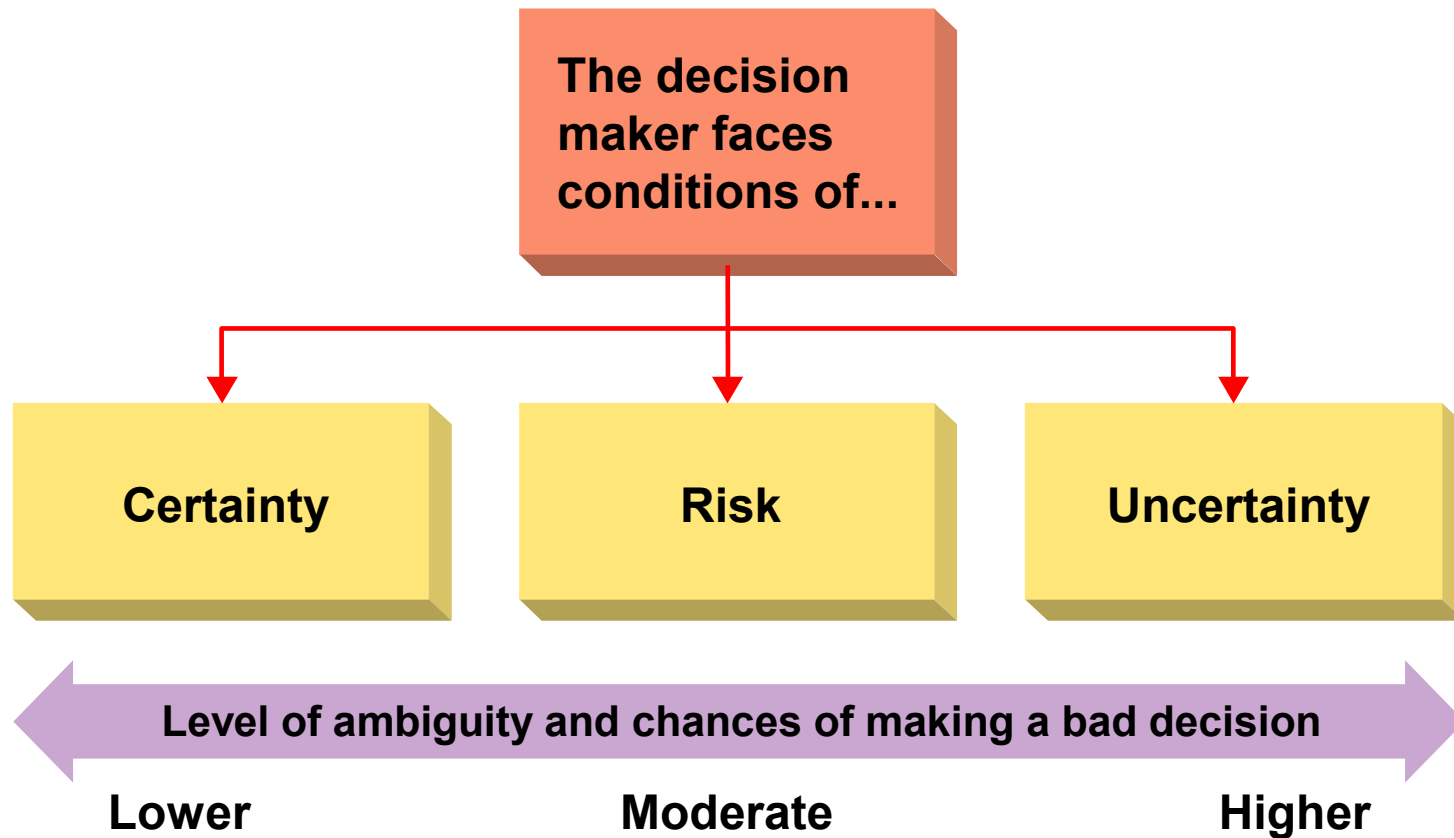 The decision
maker faces
conditions of...
Certainty
Risk
Uncertainty
Level of ambiguity and chances of making a bad decision
Lower
Moderate
Higher